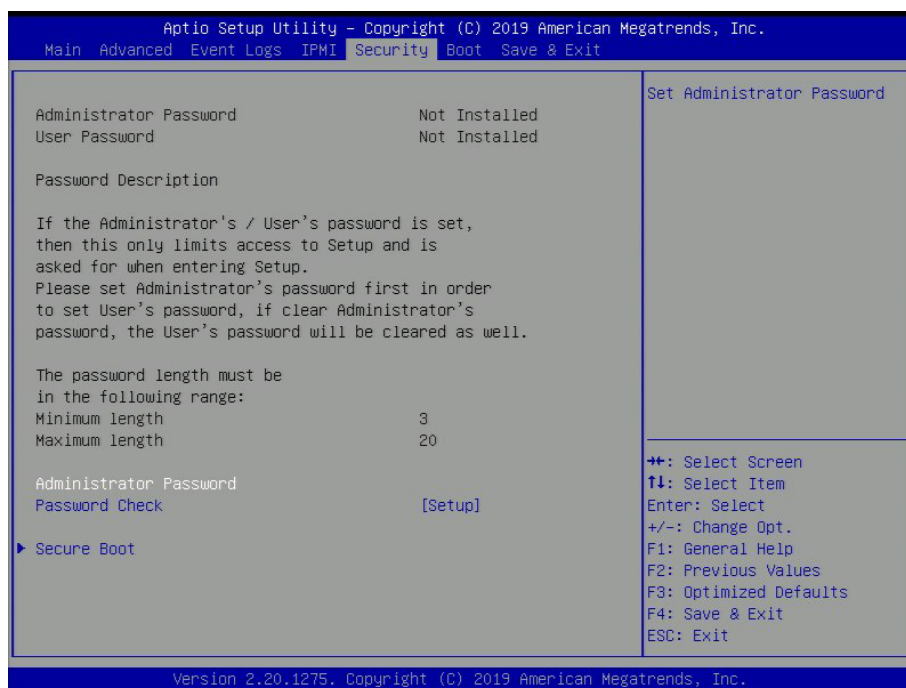 Aptio Setup Utility – Copyright (C) 2019 American Megatrends, Inc.
Main Advanced Event Logs IPMI Security Boot Save & Exit
Administrator Password Not Installed
User Password Not Installed
Password Description
If the Administrator's / User's password is set,
then this only limits access to Setup and is
asked for when entering Setup.
Please set Administrator's password first in order
to set User's password, if clear Administrator's
password, the User's password will be cleared as well.
The password length must be
in the following range:
Minimum length 3
Maximum length 20
Administrator Password
Password Check [Setup]
Secure Boot
Set Administrator Password
→←: Select Screen
↑↓: Select Item
Enter: Select
+/-: Change Opt.
F1: General Help
F2: Previous Values
F3: Optimized Defaults
F4: Save & Exit
ESC: Exit
Version 2.20.1275. Copyright (C) 2019 American Megatrends, Inc.